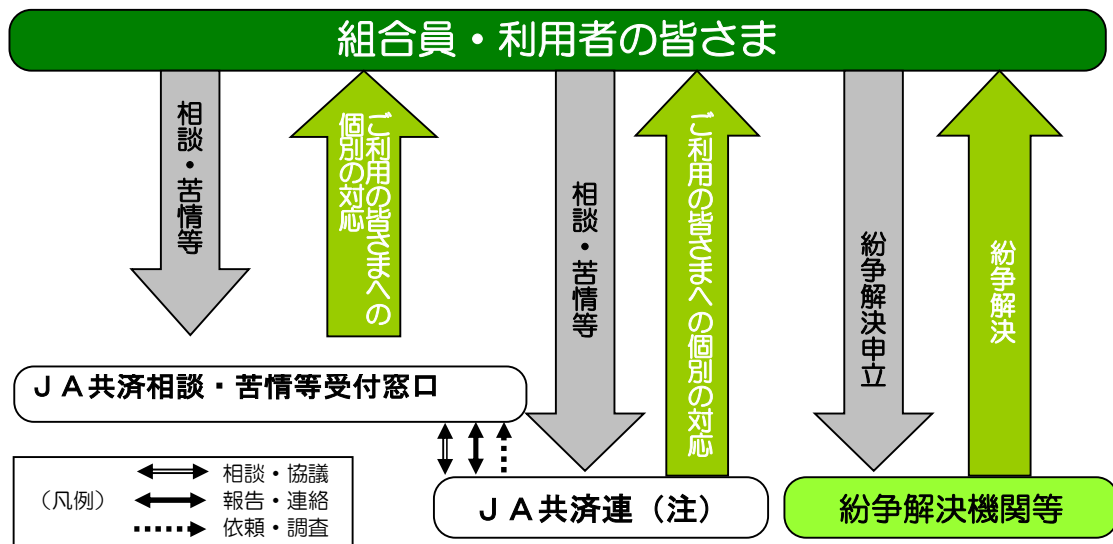 組合員・利用者の皆さま
相談・苦情等
ご利用の皆さまへの
個別の対応
相談・苦情等
ご利用の皆さまへの個別の対応
紛争解決申立
紛争解決
ＪＡ共済相談・苦情等受付窓口
ＪＡ共済連（注）
紛争解決機関等
（凡例）
相談・協議
報告・連絡
依頼・調査